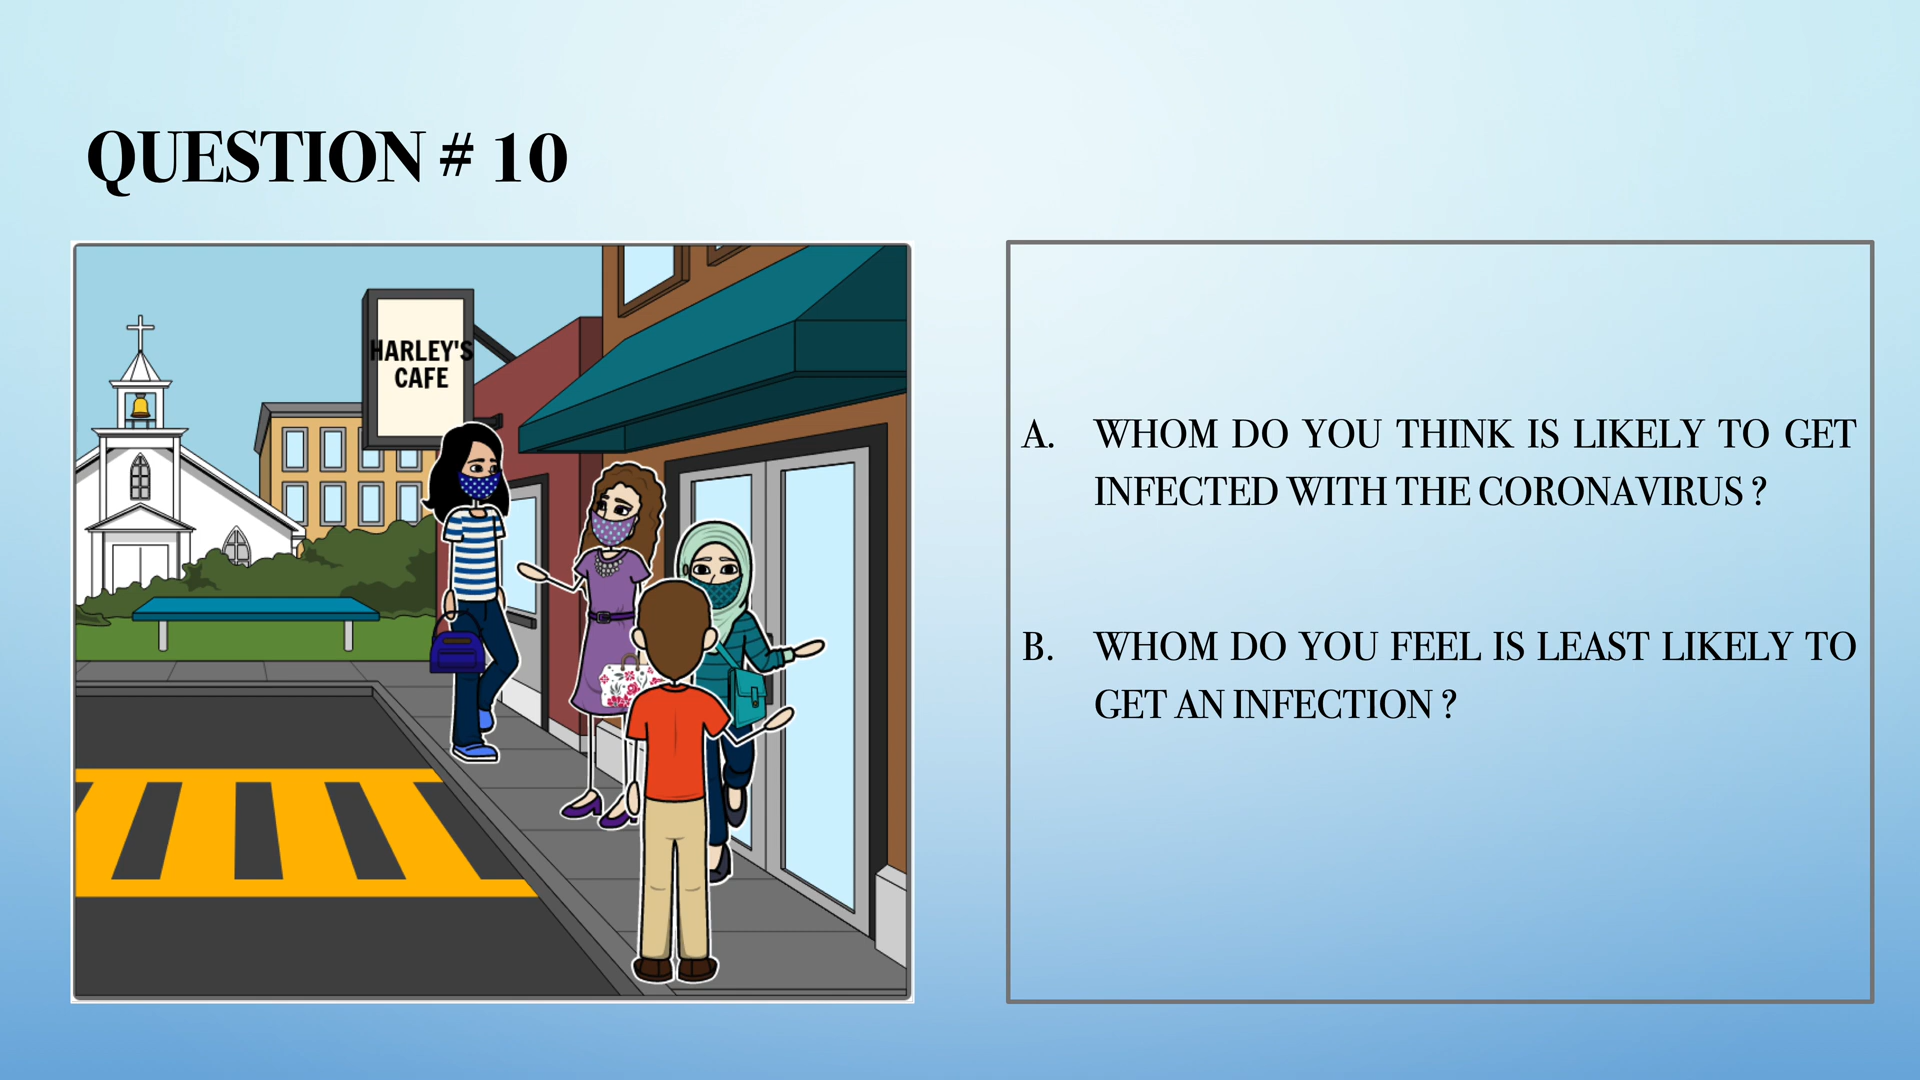 QUESTION # 10
HARLEY'S
CAFE
A. WHOM DO YOU THINK IS LIKELY TO GET
INFECTED WITH THE CORONAVIRUS ?
B. WHOM DO YOU FEEL IS LEAST LIKELY TO
GET AN INFECTION ?